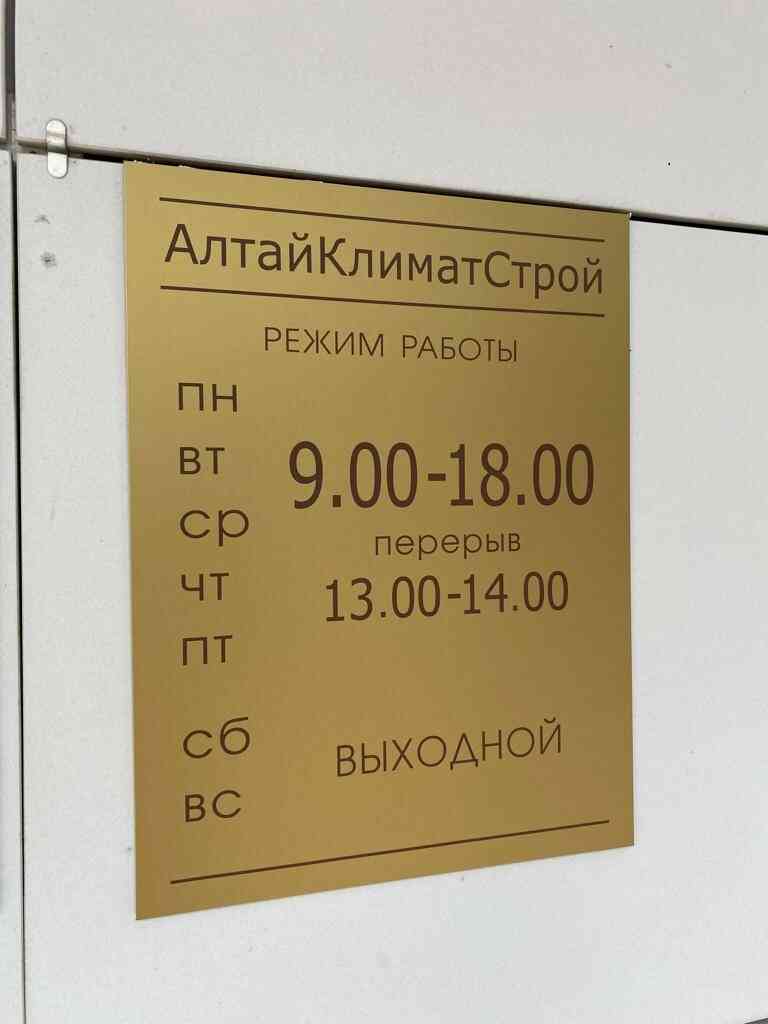 АлтайКлиматСтрой
РЕЖИМ РАБОТЫ
пн
вт
9.00-18.00
ср
перерыв
чт
13.00-14.00
пт
сб
ВЫХОДНОЙ
вс